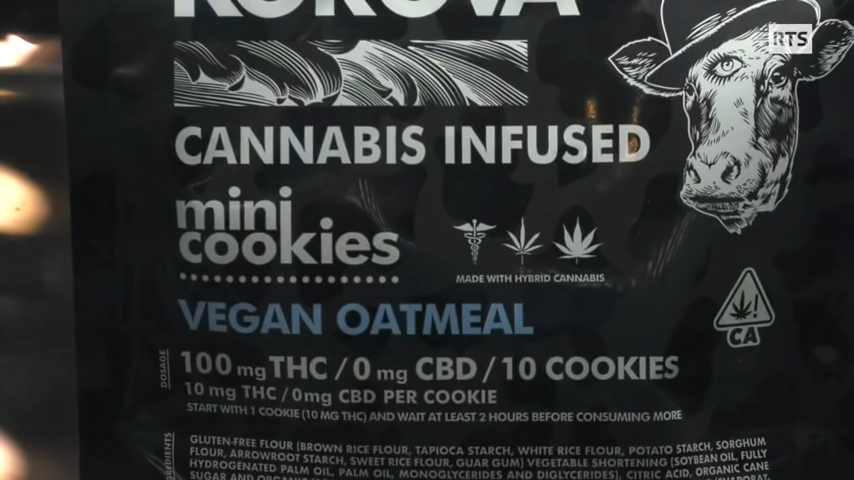 KOROVA
RTS
CANNABIS INFUSED
mini
cookies
MADE WITH HYBRID CANNABIS
VEGAN OATMEAL
CA
DOSAGE
100 mg THC / 0 mg CBD / 10 COOKIES
10 mg THC / 0mg CBD PER COOKIE
START WITH 1 COOKIE (10 MG THC) AND WAIT AT LEAST 2 HOURS BEFORE CONSUMING MORE
GLUTEN-FREE FLOUR (BROWN RICE FLOUR, TAPIOCA STARCH, WHITE RICE FLOUR, POTATO STARCH, SORGHUM
FLOUR, ARROWROOT STARCH, SWEET RICE FLOUR, GUAR GUM) VEGETABLE SHORTENING (SOYBEAN OIL, FULLY
HYDROGENATED PALM OIL, PALM OIL, MONOGLYCERIDES AND DIGLYCERIDES), CITRIC ACID, ORGANIC CANE
SUGAR AND